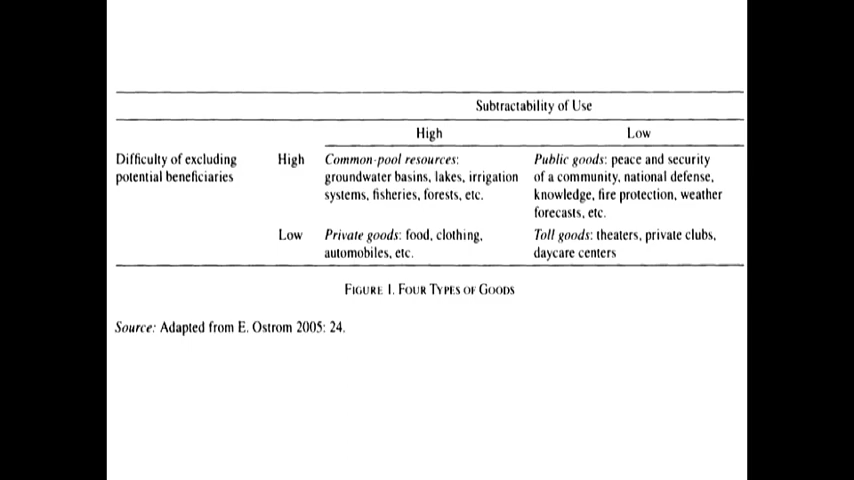 Subtractability of Use
High Low
Difficulty of excluding High Common-pool resources: Public goods: peace and security
potential beneficiaries groundwater basins, lakes, irrigation of a community, national defense,
systems, fisheries, forests, etc. knowledge, fire protection, weather
forecasts, etc.
Low Private goods: food, clothing, Toll goods: theaters, private clubs,
automobiles, etc. daycare centers
FIGURE 1. FOUR TYPES OF GOODS
Source: Adapted from E. Ostrom 2005: 24.